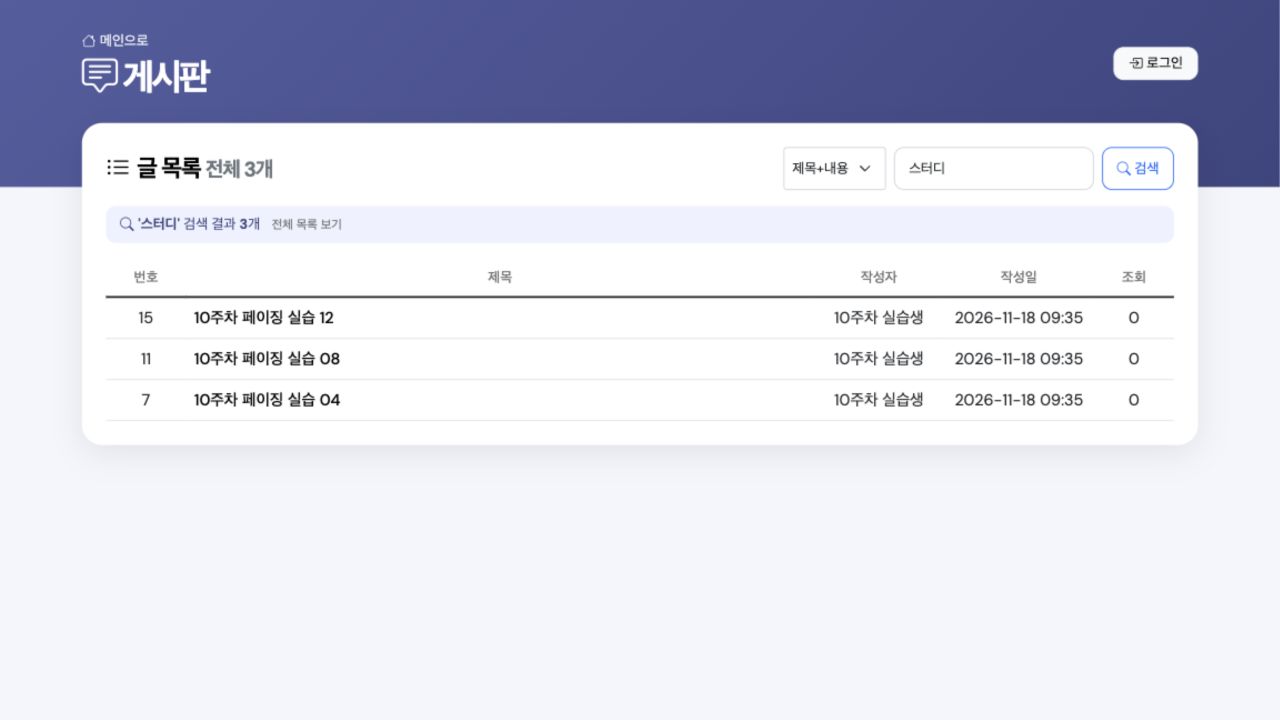 메인으로
게시판
로그인
글 목록 전체 3개
제목+내용 스터디 검색
'스터디' 검색 결과 3개 전체 목록 보기
번호 제목 작성자 작성일 조회
15 10주차 페이징 실습 12 10주차 실습생 2026-11-18 09:35 0
11 10주차 페이징 실습 08 10주차 실습생 2026-11-18 09:35 0
7 10주차 페이징 실습 04 10주차 실습생 2026-11-18 09:35 0